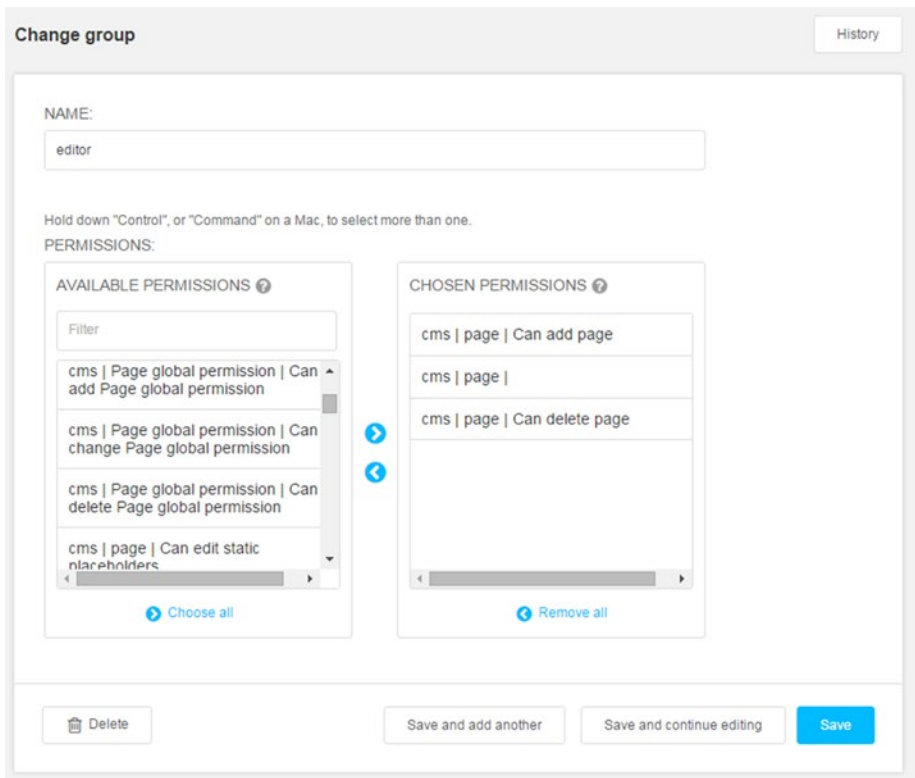 Change group
History
NAME:
editor
Hold down "Control", or "Command" on a Mac, to select more than one.
PERMISSIONS:
AVAILABLE PERMISSIONS
Filter
cms | Page global permission | Can
add Page global permission
cms | Page global permission | Can
change Page global permission
cms | Page global permission | Can
delete Page global permission
cms | page | Can edit static
placeholders
Choose all
CHOSEN PERMISSIONS
cms | page | Can add page
cms | page |
cms | page | Can delete page
Remove all
Delete
Save and add another
Save and continue editing
Save